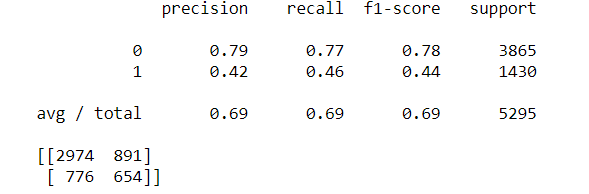 precision recall f1-score support
0 0.79 0.77 0.78 3865
1 0.42 0.46 0.44 1430
avg / total 0.69 0.69 0.69 5295
[[2974 891]
[ 776 654]]